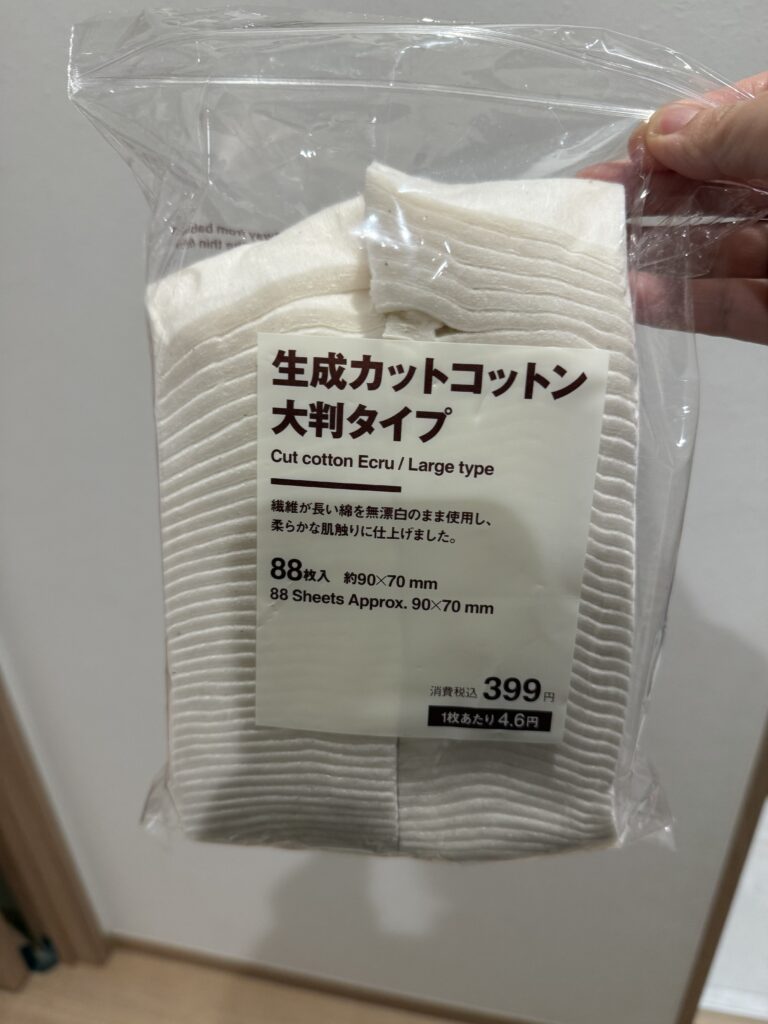 生成カットコットン
大判タイプ
Cut cotton Ecru / Large type
繊維が長い綿を無漂白のまま使用し、
柔らかな肌触りに仕上げました。
88枚入 約90×70 mm
88 Sheets Approx. 90×70 mm
消費税込 399円
1枚あたり 4.6円